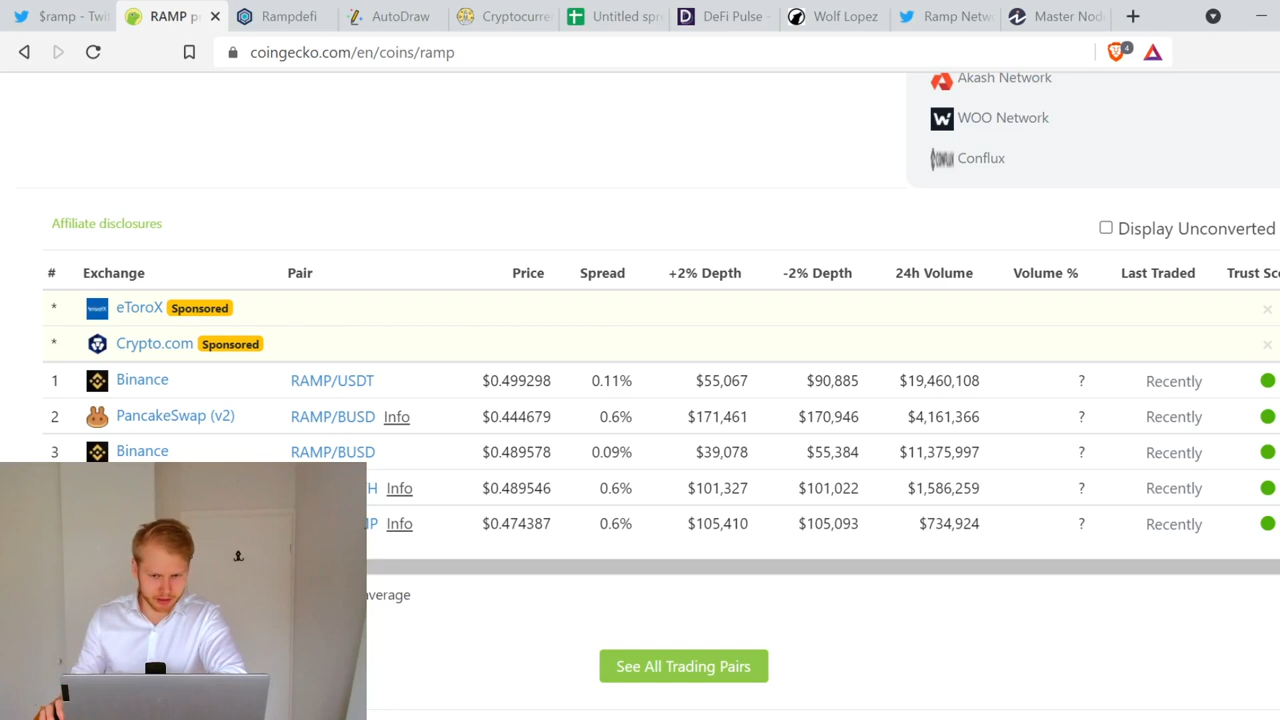 $ramp - Twit
RAMP p
Rampdefi
AutoDraw
Cryptocurre
Untitled spr
DeFi Pulse -
Wolf Lopez
Ramp Netw
Master Node
coingecko.com/en/coins/ramp
4
Akash Network
WOO Network
Conflux
Affiliate disclosures
Display Unconverted
# Exchange Pair Price Spread +2% Depth -2% Depth 24h Volume Volume % Last Traded Trust Sco
* eToroX Sponsored
* Crypto.com Sponsored
1 Binance RAMP/USDT $0.499298 0.11% $55,067 $90,885 $19,460,108 ? Recently
2 PancakeSwap (v2) RAMP/BUSD Info $0.444679 0.6% $171,461 $170,946 $4,161,366 ? Recently
3 Binance RAMP/BUSD $0.489578 0.09% $39,078 $55,384 $11,375,997 ? Recently
H Info $0.489546 0.6% $101,327 $101,022 $1,586,259 ? Recently
P Info $0.474387 0.6% $105,410 $105,093 $734,924 ? Recently
average
See All Trading Pairs